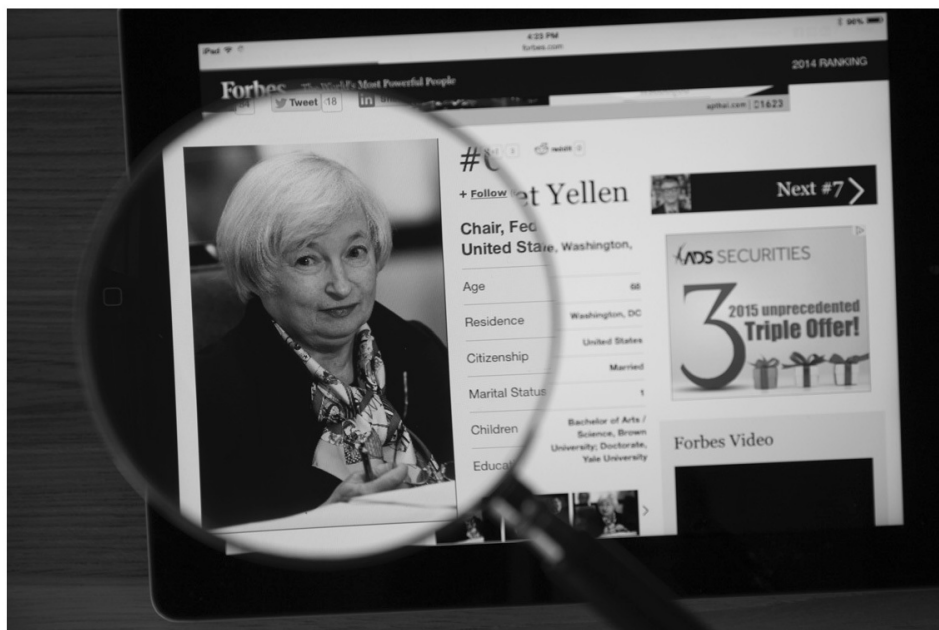 iPad
4:23 PM
90%
forbes.com
Forbes The World's Most Powerful People
2014 RANKING
Tweet 18 in
apthai.com 1623
#6
reddit 0
+ Follow
et Yellen
Next #7
Chair, Fed
United State, Washington,
Age 68
Residence Washington, DC
Citizenship United States
Marital Status Married
Children 1
Educa Bachelor of Arts /
Science, Brown
University; Doctorate,
Yale University
ADS SECURITIES
3
2015 unprecedented
Triple Offer!
Forbes Video